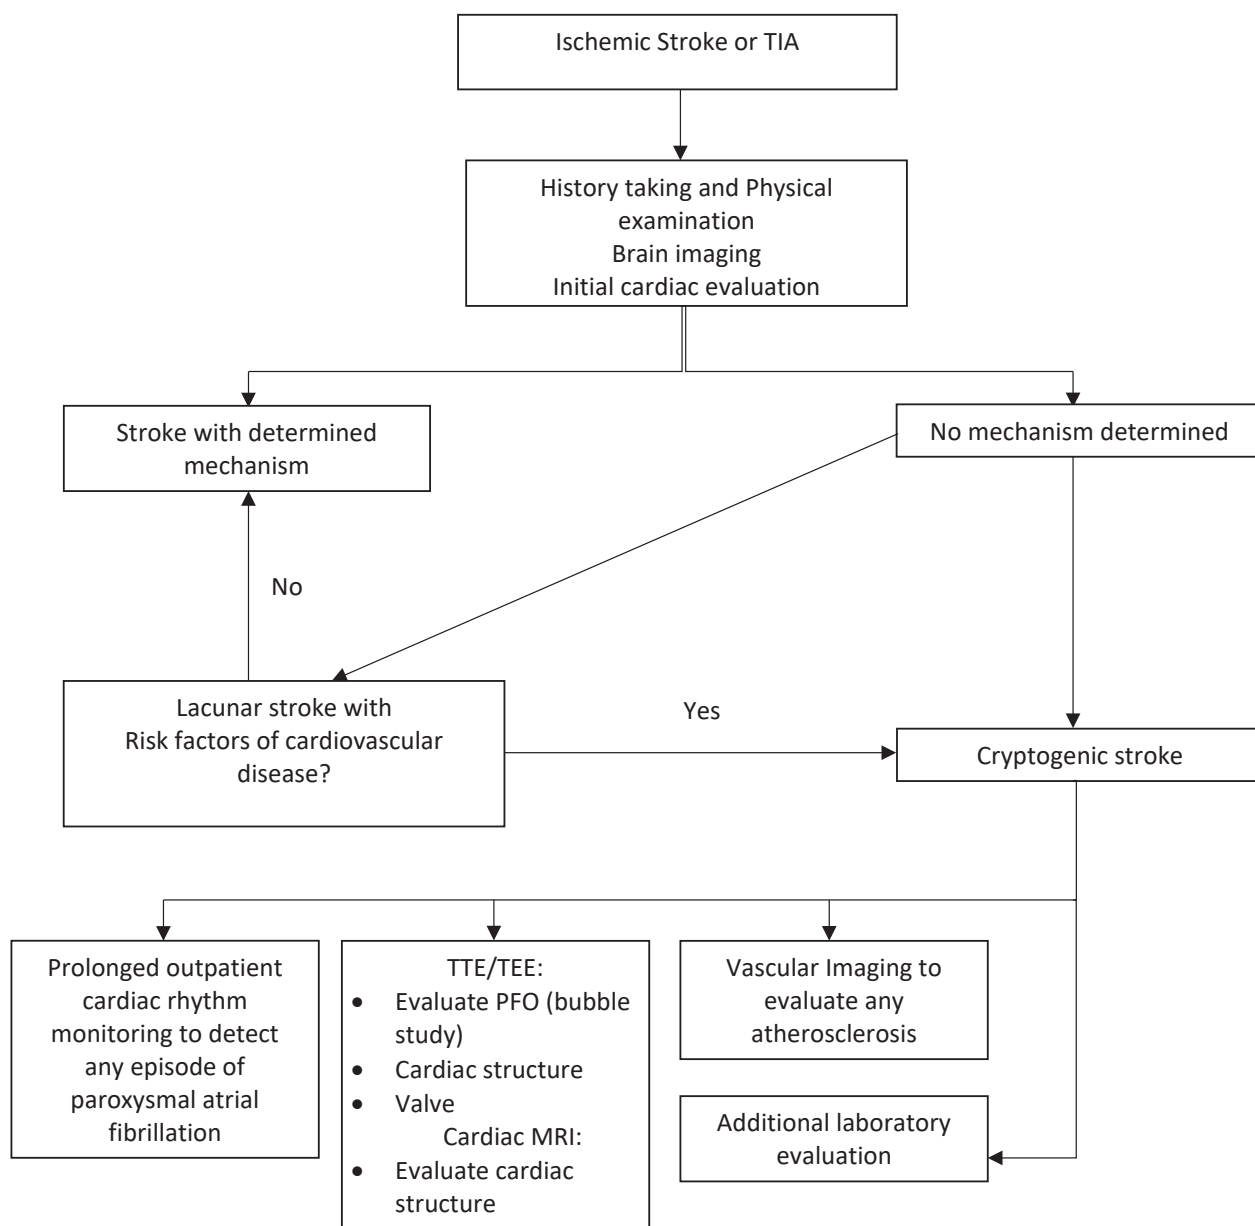 Ischemic Stroke or TIA
History taking and Physical
examination
Brain imaging
Initial cardiac evaluation
Stroke with determined
mechanism
No mechanism determined
No
Lacunar stroke with
Risk factors of cardiovascular
disease?
Yes
Cryptogenic stroke
Prolonged outpatient
cardiac rhythm
monitoring to detect
any episode of
paroxysmal atrial
fibrillation
TTE/TEE:
• Evaluate PFO (bubble
study)
• Cardiac structure
• Valve
Cardiac MRI:
• Evaluate cardiac
structure
Vascular Imaging to
evaluate any
atherosclerosis
Additional laboratory
evaluation